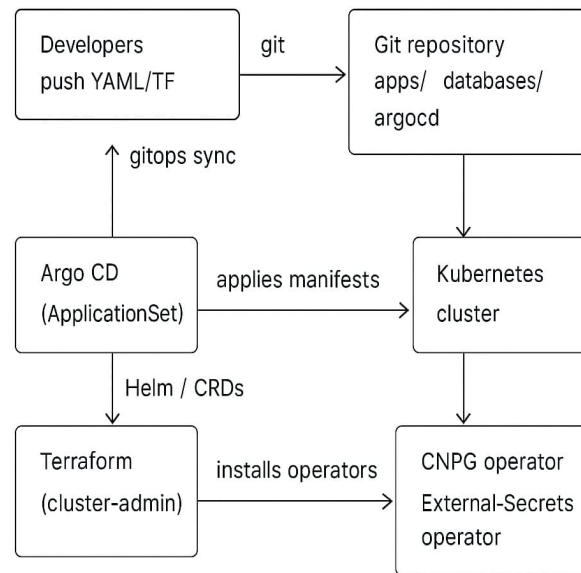 Developers
push YAML/TF
git
Git repository
apps/ databases/
argocd
gitops sync
Argo CD
(ApplicationSet)
applies manifests
Kubernetes
cluster
Helm / CRDs
Terraform
(cluster-admin)
installs operators
CNPG operator
External-Secrets
operator